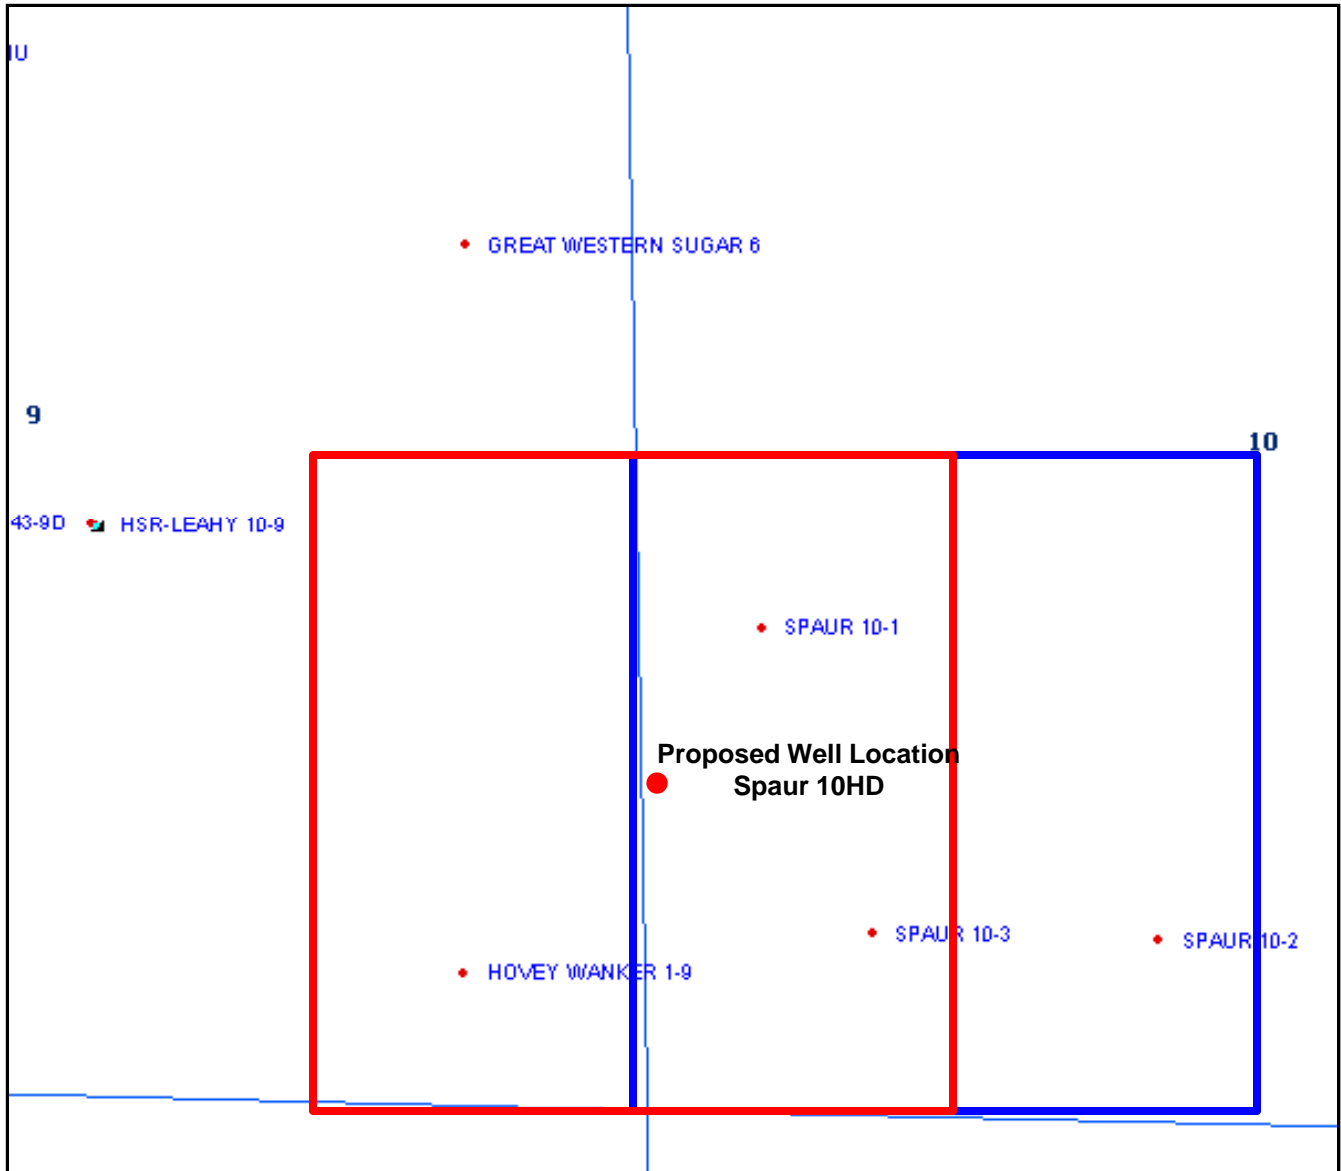 IU
GREAT WESTERN SUGAR 6
9
10
43-9D
HSR-LEAHY 10-9
SPAUR 10-1
Proposed Well Location
Spaur 10HD
SPAUR 10-3
SPAUR 10-2
HOVEY WANKER 1-9